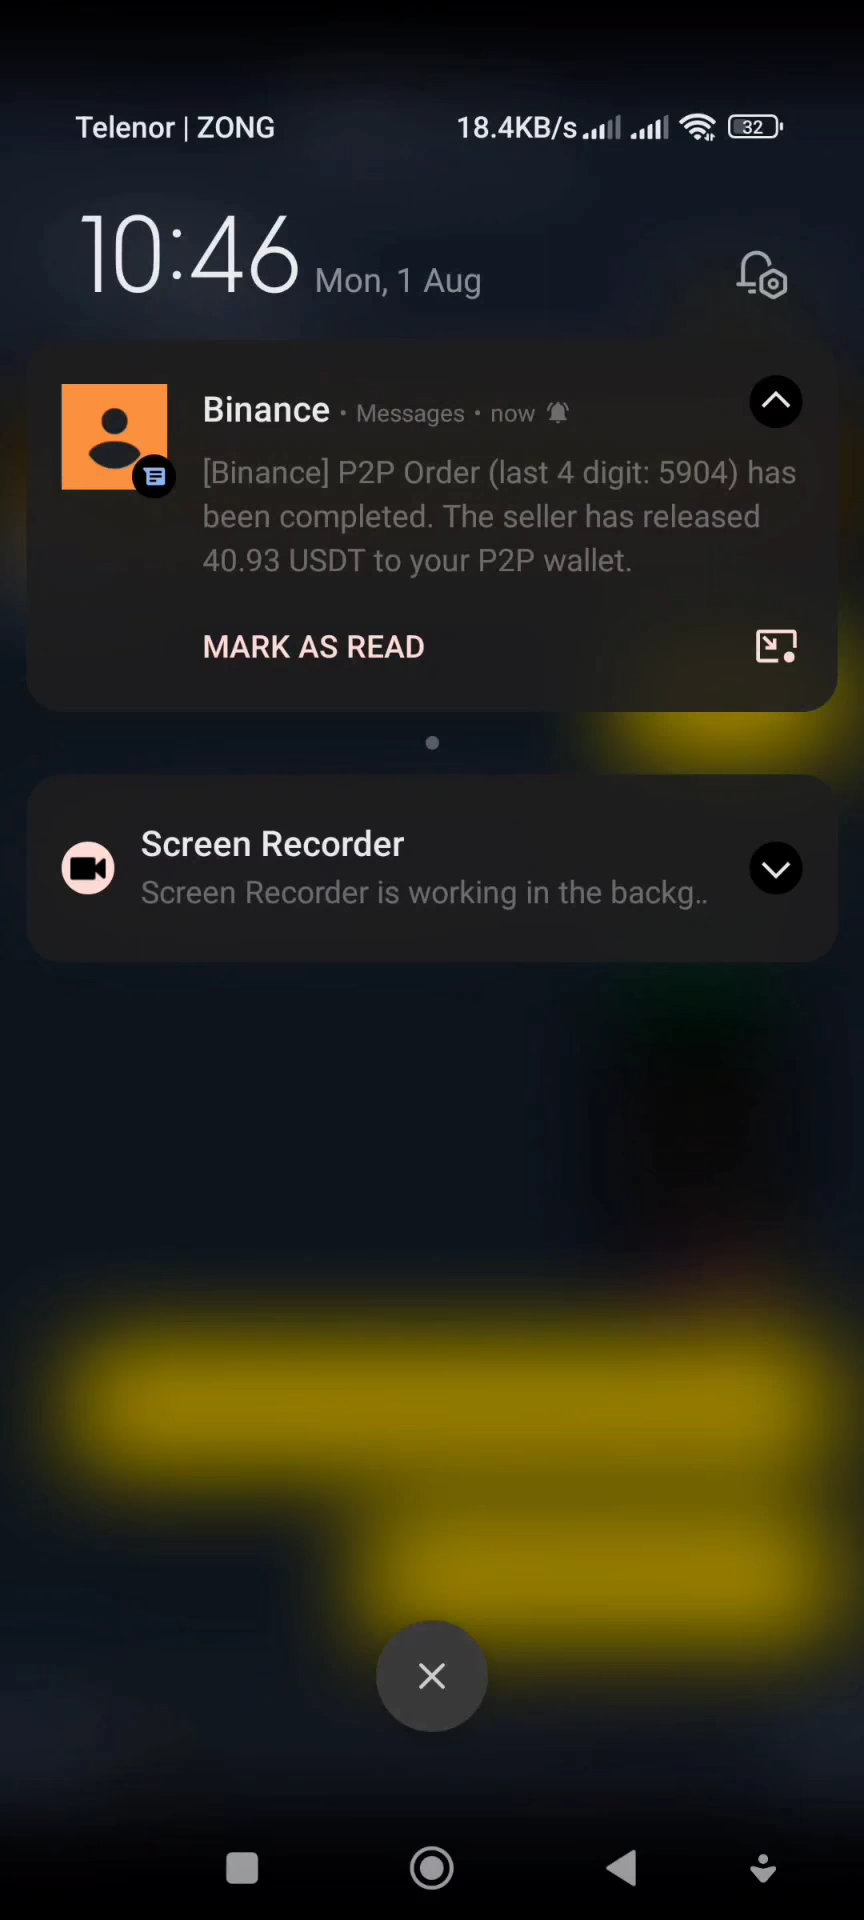 Telenor | ZONG 18.4KB/s 32
10:46 Mon, 1 Aug
Binance • Messages • now
[Binance] P2P Order (last 4 digit: 5904) has
been completed. The seller has released
40.93 USDT to your P2P wallet.
MARK AS READ
Screen Recorder
Screen Recorder is working in the backg..